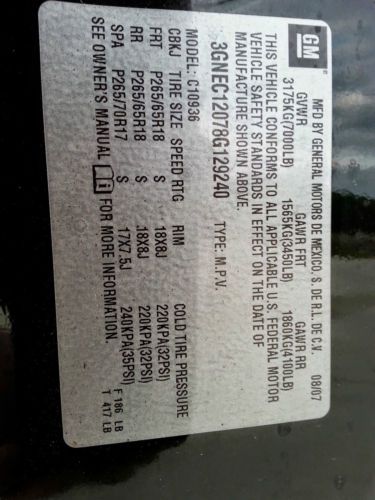 GM
MFD BY GENERAL MOTORS DE MEXICO, S. DE R.L. DE C.V. 08/07
GVWR GAWR FRT GAWR RR
3175KG(7000LB) 1565KG(3450LB) 1860KG(4100LB)
THIS VEHICLE CONFORMS TO ALL APPLICABLE U.S. FEDERAL MOTOR
VEHICLE SAFETY STANDARDS IN EFFECT ON THE DATE OF
MANUFACTURE SHOWN ABOVE.
3GNEC12078G129240 TYPE: M.P.V.
MODEL: C10936
CBKJ TIRE SIZE SPEED RTG RIM COLD TIRE PRESSURE
FRT P265/65R18 S 18X8J 220KPA(32PSI)
RR P265/65R18 S 18X8J 220KPA(32PSI)
SPA P265/70R17 S 17X7.5J 240KPA(35PSI)
SEE OWNER'S MANUAL FOR MORE INFORMATION.
F 186 LB
T 417 LB